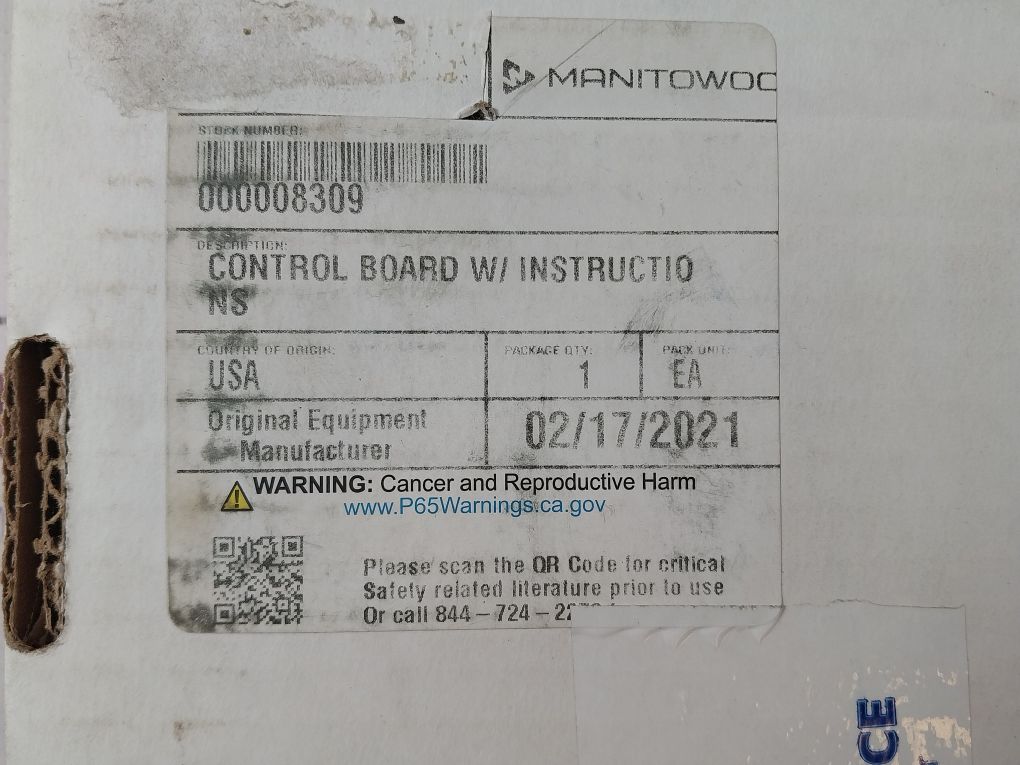 MANITOWOC
STOCK NUMBER:
000008309
DESCRIPTION:
CONTROL BOARD W/ INSTRUCTIO
NS
COUNTRY OF ORIGIN:
USA
PACKAGE QTY:
1
PACK UNIT:
EA
Original Equipment
Manufacturer
02/17/2021
WARNING: Cancer and Reproductive Harm
www.P65Warnings.ca.gov
Please scan the QR Code for critical
Safety related literature prior to use
Or call 844-724-22
CE